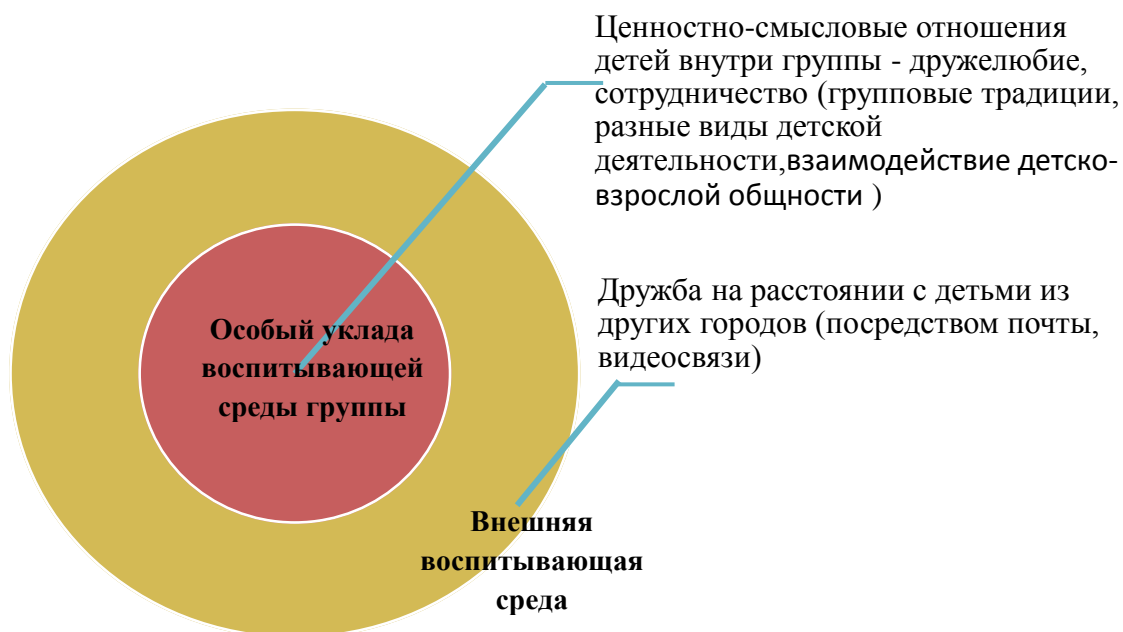 Ценностно-смысловые отношения
детей внутри группы - дружелюбие,
сотрудничество (групповые традиции,
разные виды детской
деятельности,взаимодействие детско-
взрослой общности )
Дружба на расстоянии с детьми из
других городов (посредством почты,
видеосвязи)
Особый уклада
воспитывающей
среды группы
Внешняя
воспитывающая
среда